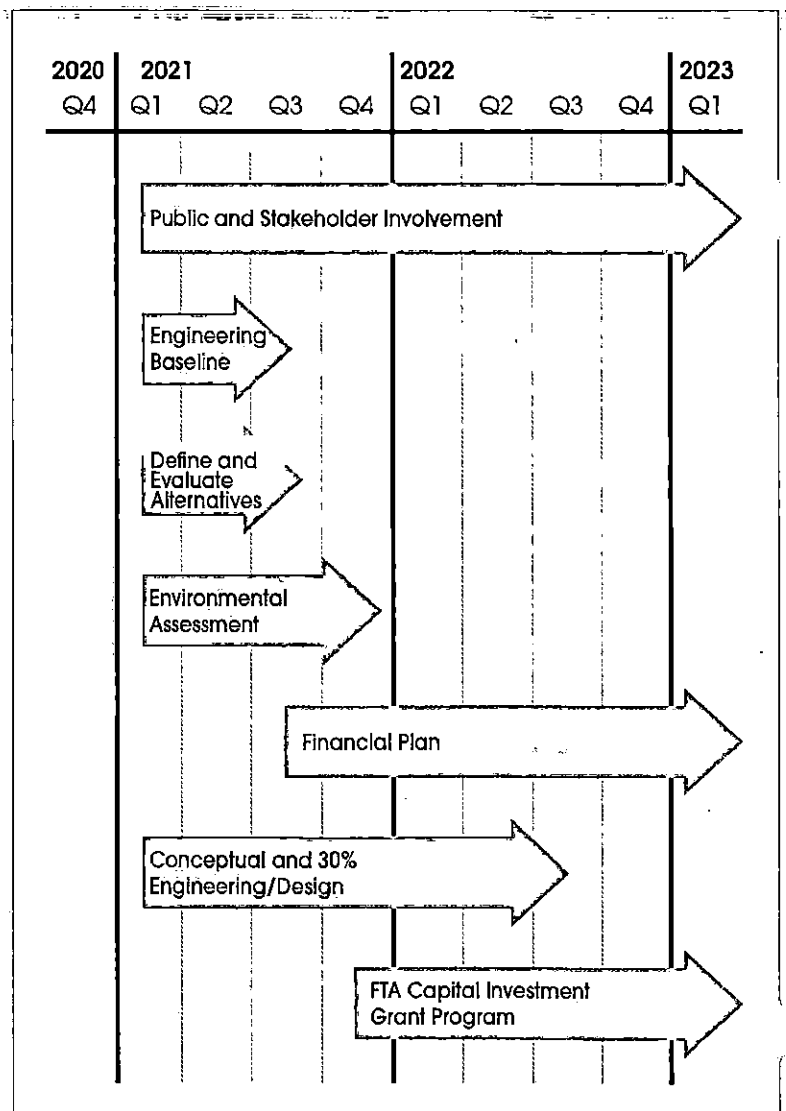 2020 2021 2022 2023
Q4 Q1 Q2 Q3 Q4 Q1 Q2 Q3 Q4 Q1
Public and Stakeholder Involvement
Engineering
Baseline
Define and
Evaluate
Alternatives
Environmental
Assessment
Financial Plan
Conceptual and 30%
Engineering/Design
FTA Capital Investment
Grant Program